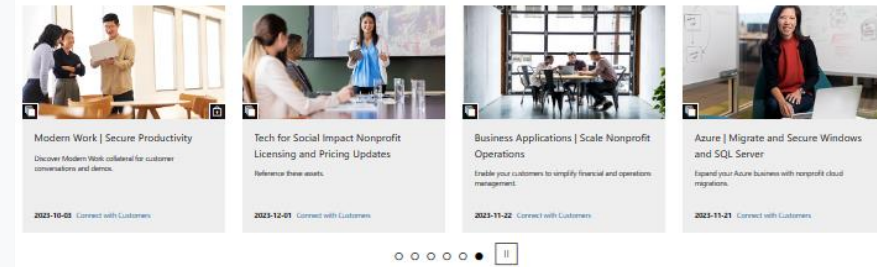 Modern Work | Secure Productivity
Discover Modern Work collateral for customer
conversations and demos.
2023-10-03 Connect with Customers
Tech for Social Impact Nonprofit
Licensing and Pricing Updates
Reference these assets.
2023-12-01 Connect with Customers
Business Applications | Scale Nonprofit
Operations
Enable your customers to simplify financial and operations
management.
2023-11-22 Connect with Customers
Azure | Migrate and Secure Windows
and SQL Server
Expand your Azure business with nonprofit cloud
migrations.
2023-11-21 Connect with Customers